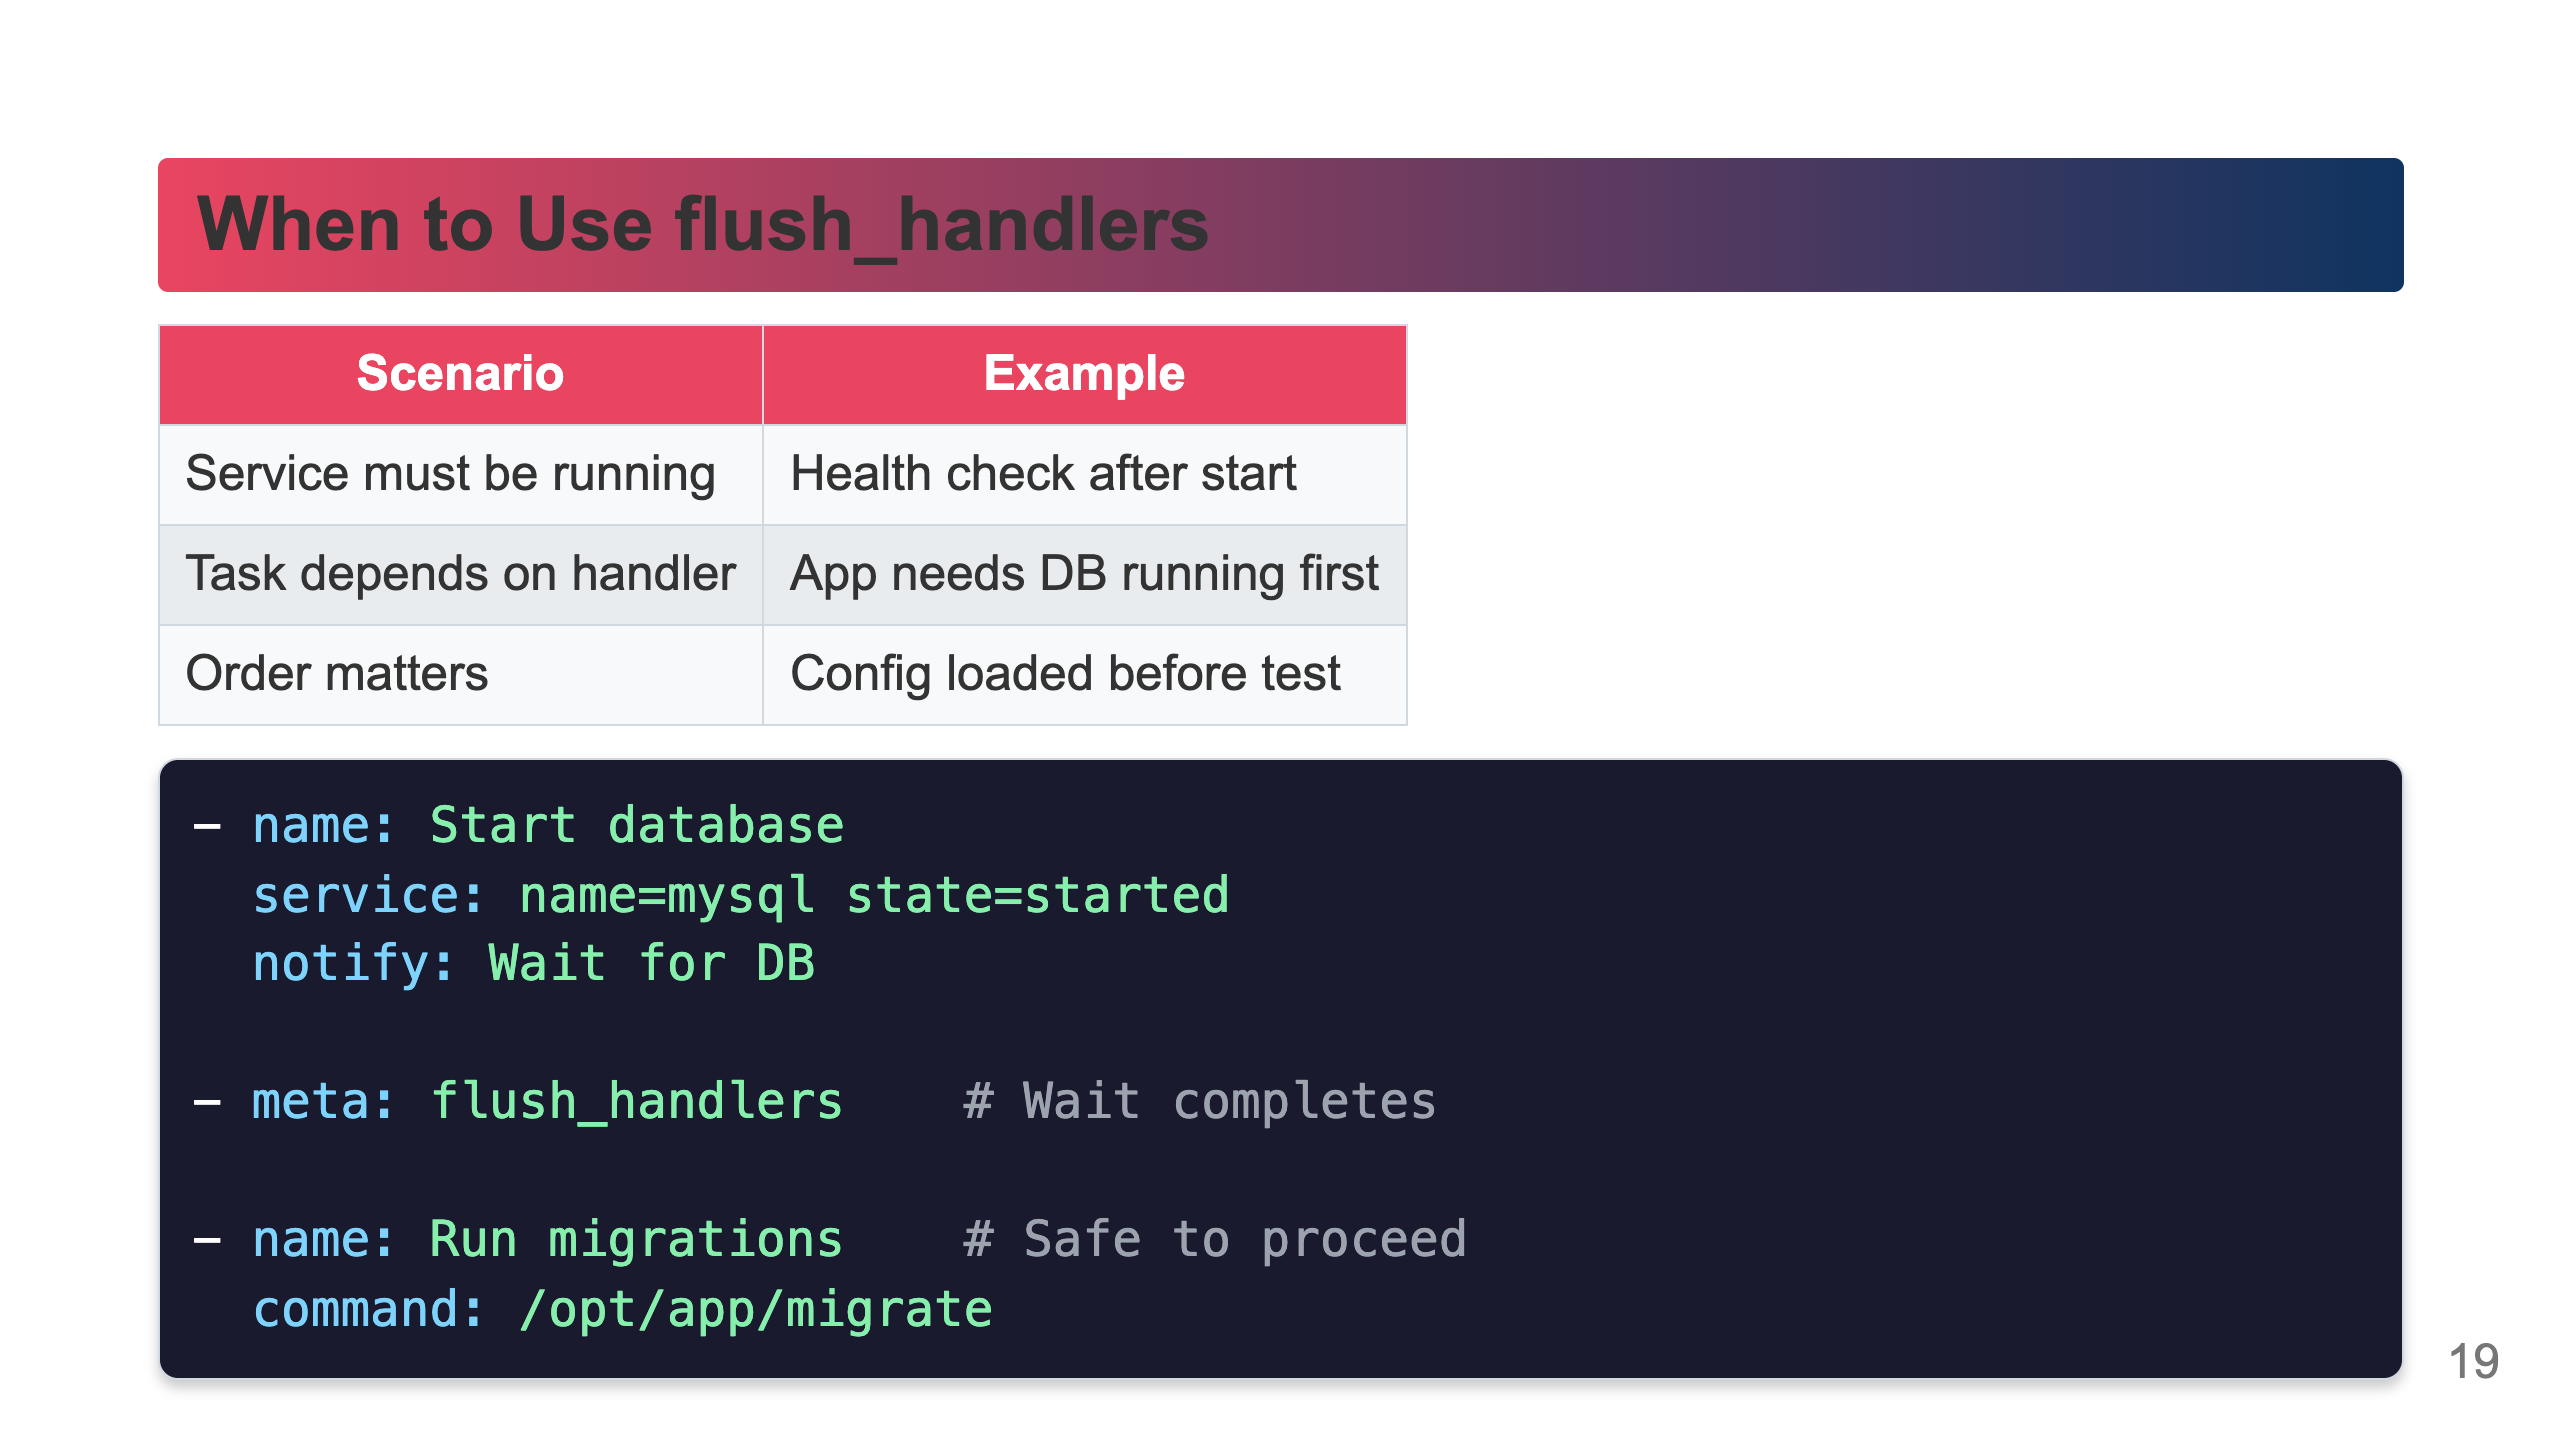 When to Use flush_handlers
Scenario Example
Service must be running Health check after start
Task depends on handler App needs DB running first
Order matters Config loaded before test
- name: Start database
  service: name=mysql state=started
  notify: Wait for DB
- meta: flush_handlers    # Wait completes
- name: Run migrations    # Safe to proceed
  command: /opt/app/migrate
19